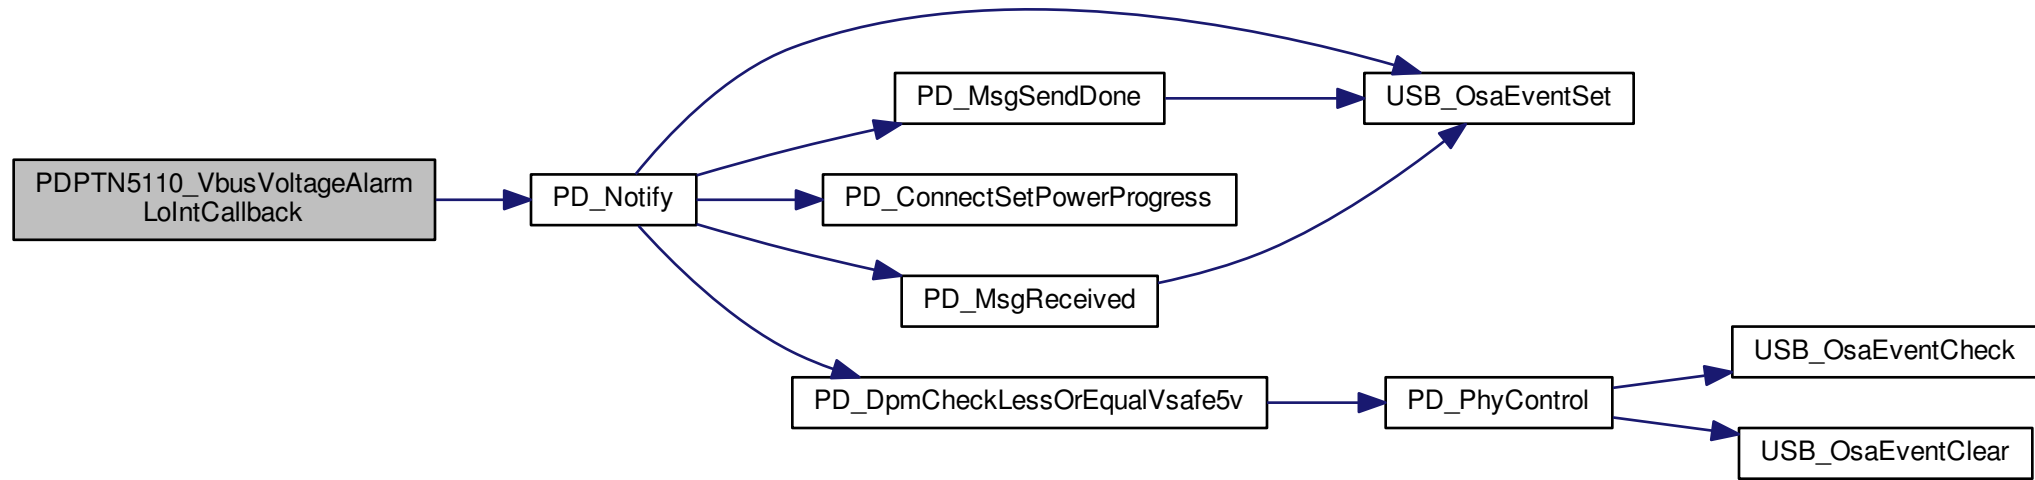 PDPTN5110_VbusVoltageAlarm
LoIntCallback
PD_Notify
PD_MsgSendDone
USB_OsaEventSet
PD_ConnectSetPowerProgress
PD_MsgReceived
PD_DpmCheckLessOrEqualVsafe5v
PD_PhyControl
USB_OsaEventCheck
USB_OsaEventClear